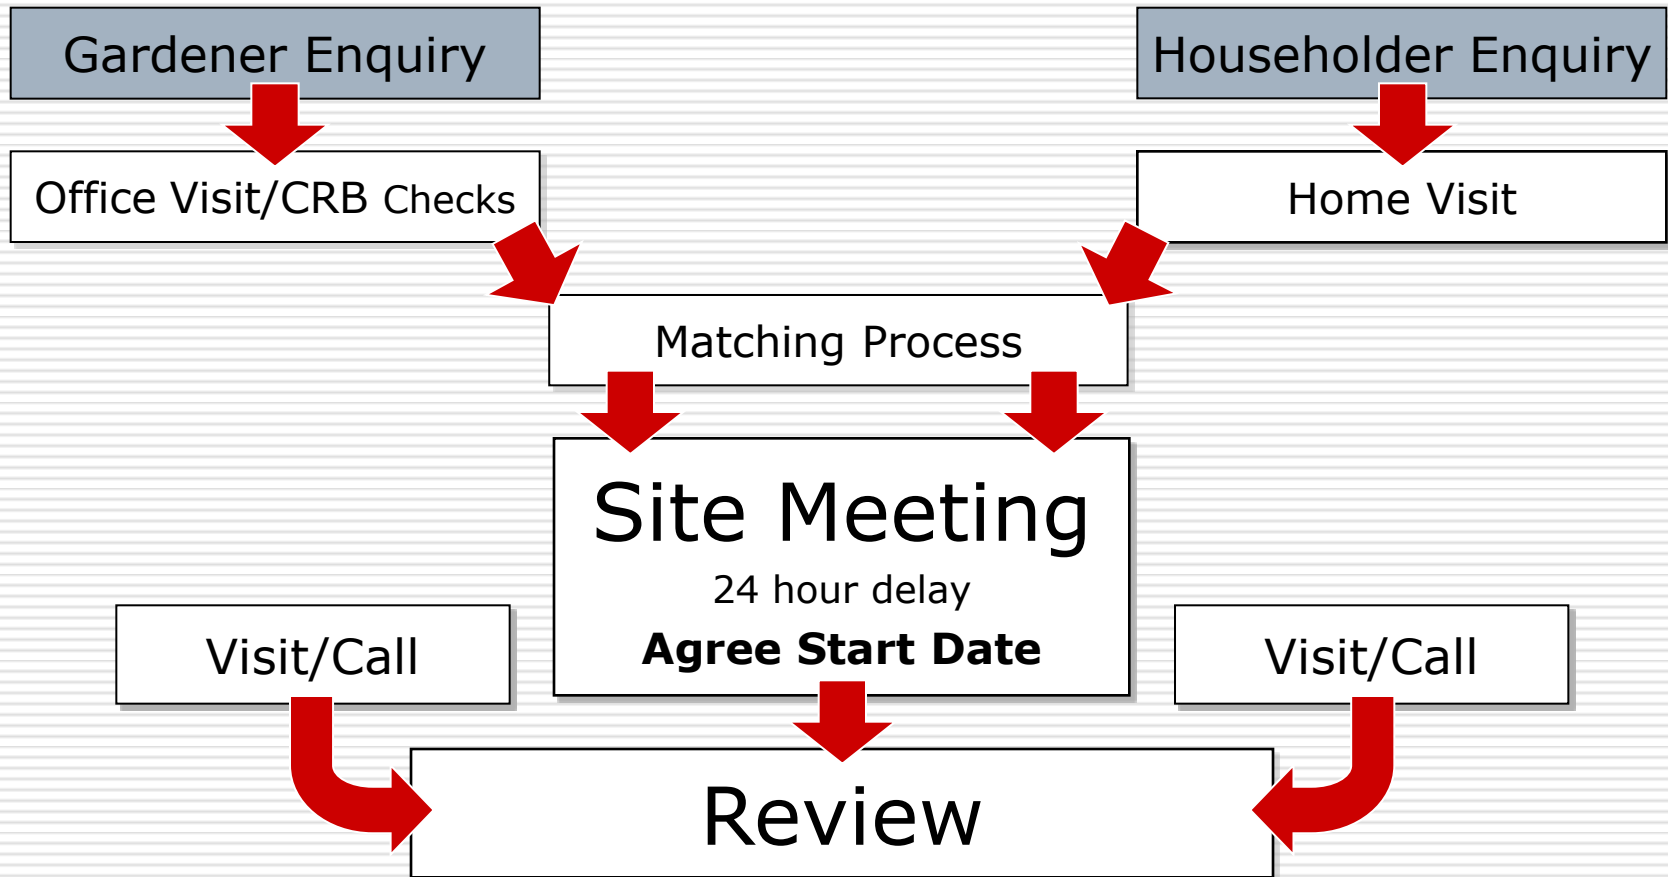 Gardener Enquiry
Householder Enquiry
Office Visit/CRB Checks
Home Visit
Matching Process
Site Meeting
24 hour delay
Agree Start Date
Visit/Call
Visit/Call
Review